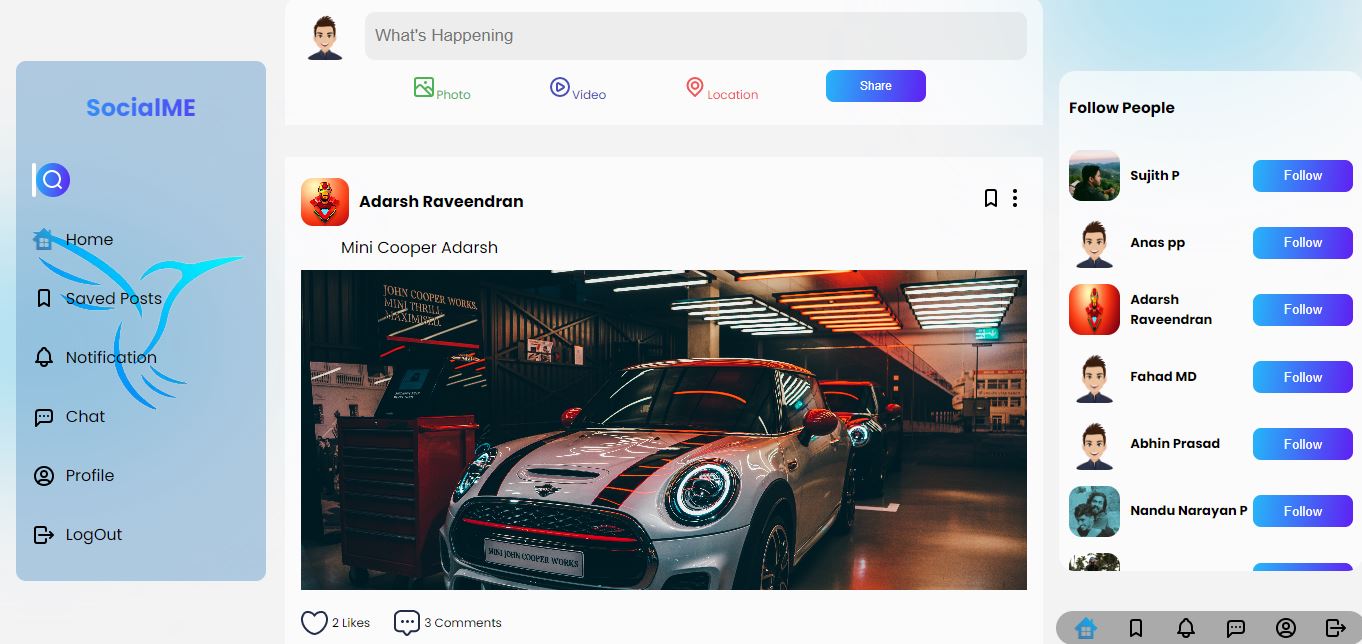 SocialME
Home
Saved Posts
Notification
Chat
Profile
LogOut
What's Happening
Photo
Video
Location
Share
Adarsh Raveendran
Mini Cooper Adarsh
JOHN COOPER WORKS.
MINI THRILL.
MAXIMISED.
MINI JOHN COOPER WORKS
2 Likes
3 Comments
Follow People
Sujith P
Follow
Anas pp
Follow
Adarsh
Raveendran
Follow
Fahad MD
Follow
Abhin Prasad
Follow
Nandu Narayan P
Follow